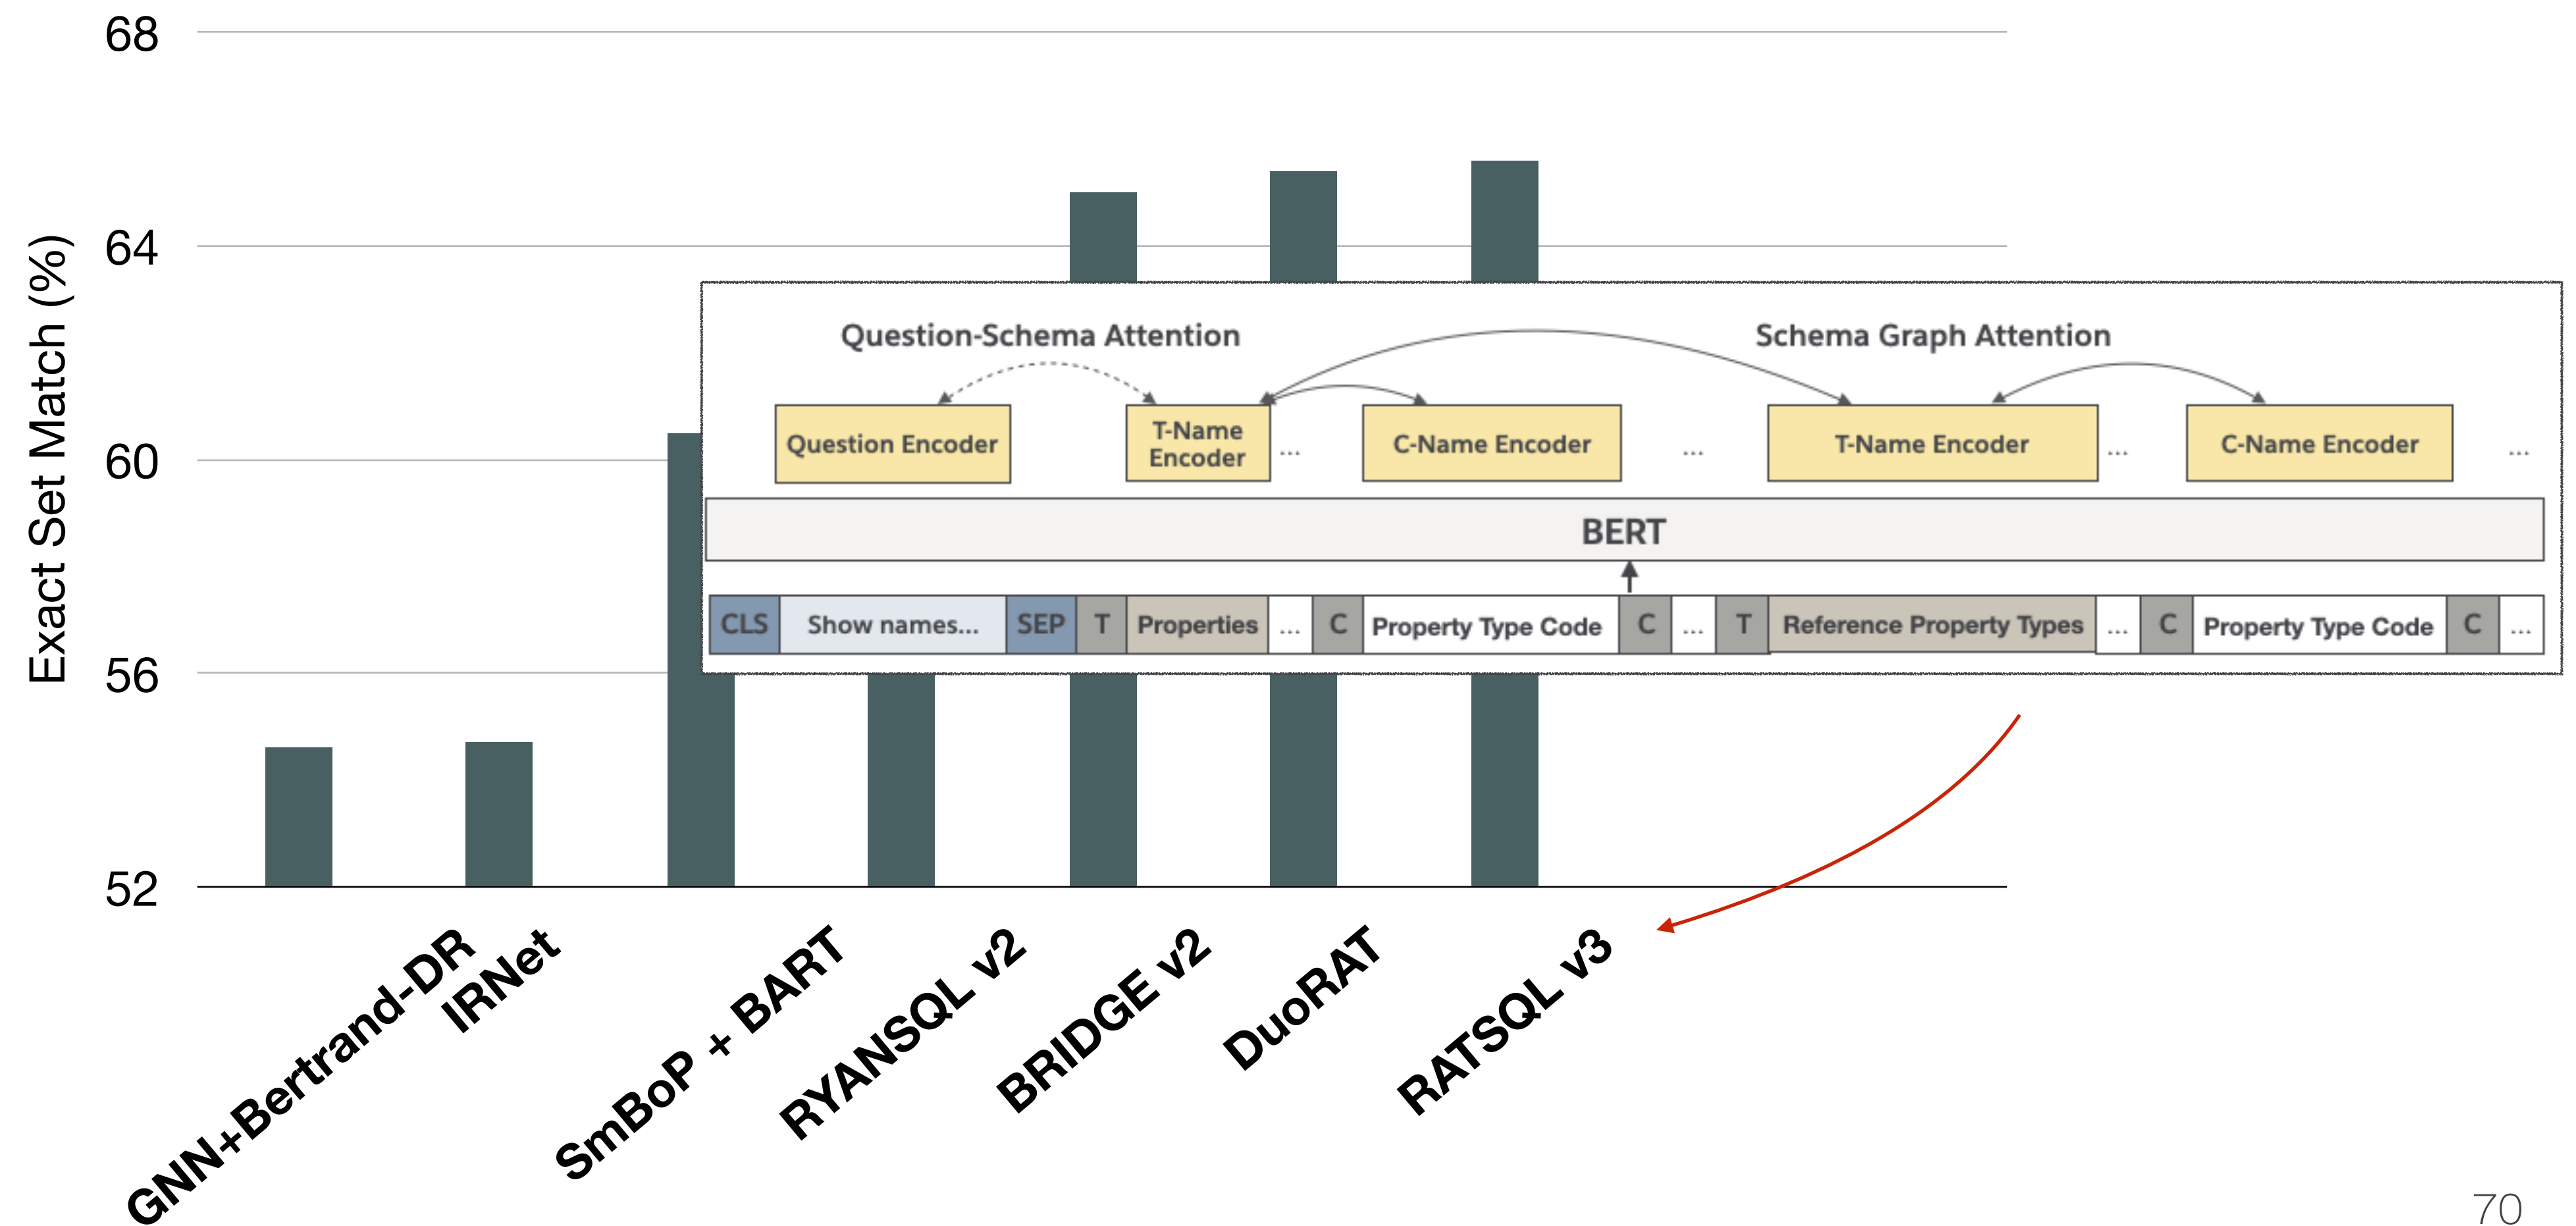 68
64
60
56
52
Exact Set Match (%)
Question-Schema Attention
Schema Graph Attention
Question Encoder
T-Name
Encoder
...
C-Name Encoder
...
T-Name Encoder
...
C-Name Encoder
...
BERT
CLS Show names... SEP T Properties ... C Property Type Code C ... T Reference Property Types ... C Property Type Code C ...
GNN+Bertrand-DR
IRNet
SmBoP + BART
RYANSQL v2
BRIDGE v2
DuoRAT
RATSQL v3
70